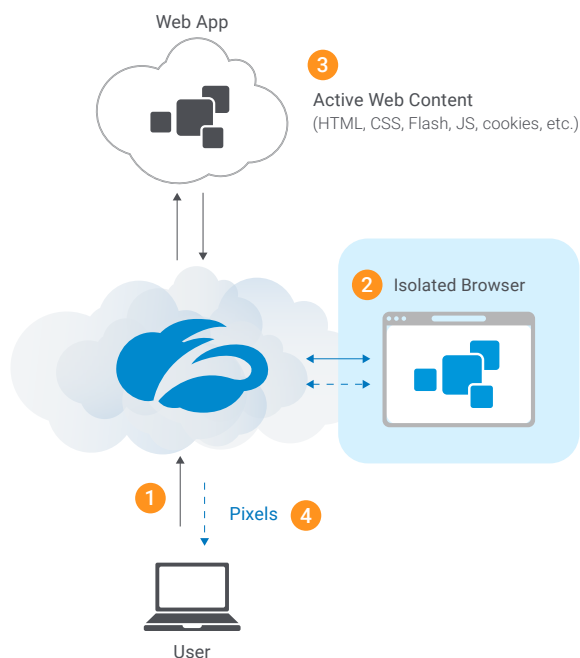 Web App
3
Active Web Content
(HTML, CSS, Flash, JS, cookies, etc.)
2 Isolated Browser
1
Pixels 4
User